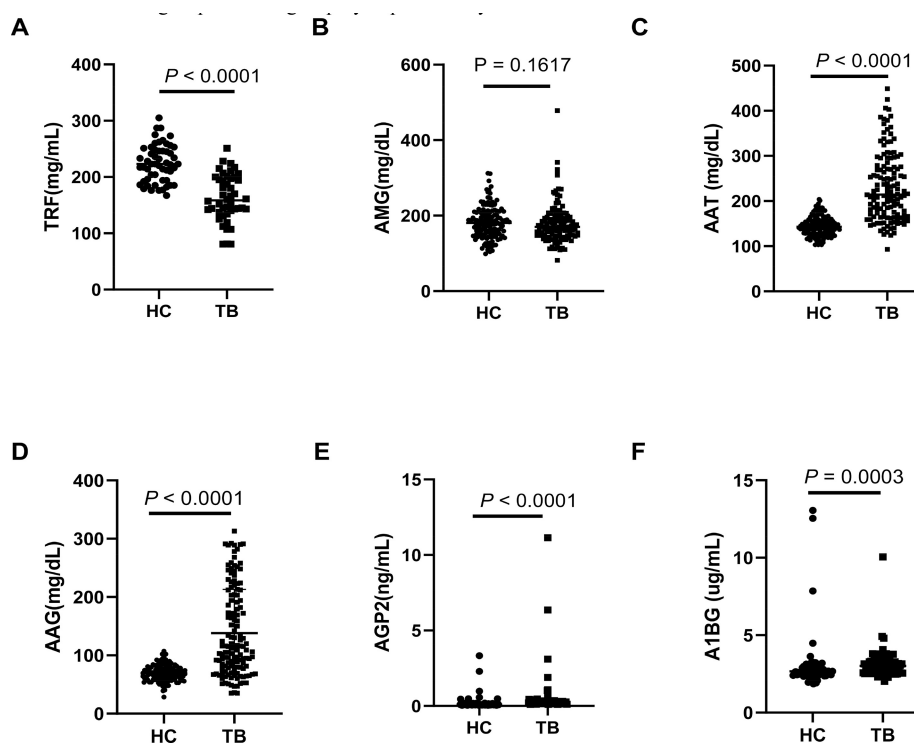 A
TRF(mg/mL)
400
300
200
100
0
P < 0.0001
HC
TB
B
AMG(mg/dL)
600
400
200
0
P = 0.1617
HC
TB
C
AAT (mg/dL)
500
400
300
200
100
0
P < 0.0001
HC
TB
D
AAG(mg/dL)
400
300
200
100
0
P < 0.0001
HC
TB
E
AGP2(ng/mL)
15
10
5
0
P < 0.0001
HC
TB
F
A1BG (ug/mL)
15
10
5
0
P = 0.0003
HC
TB